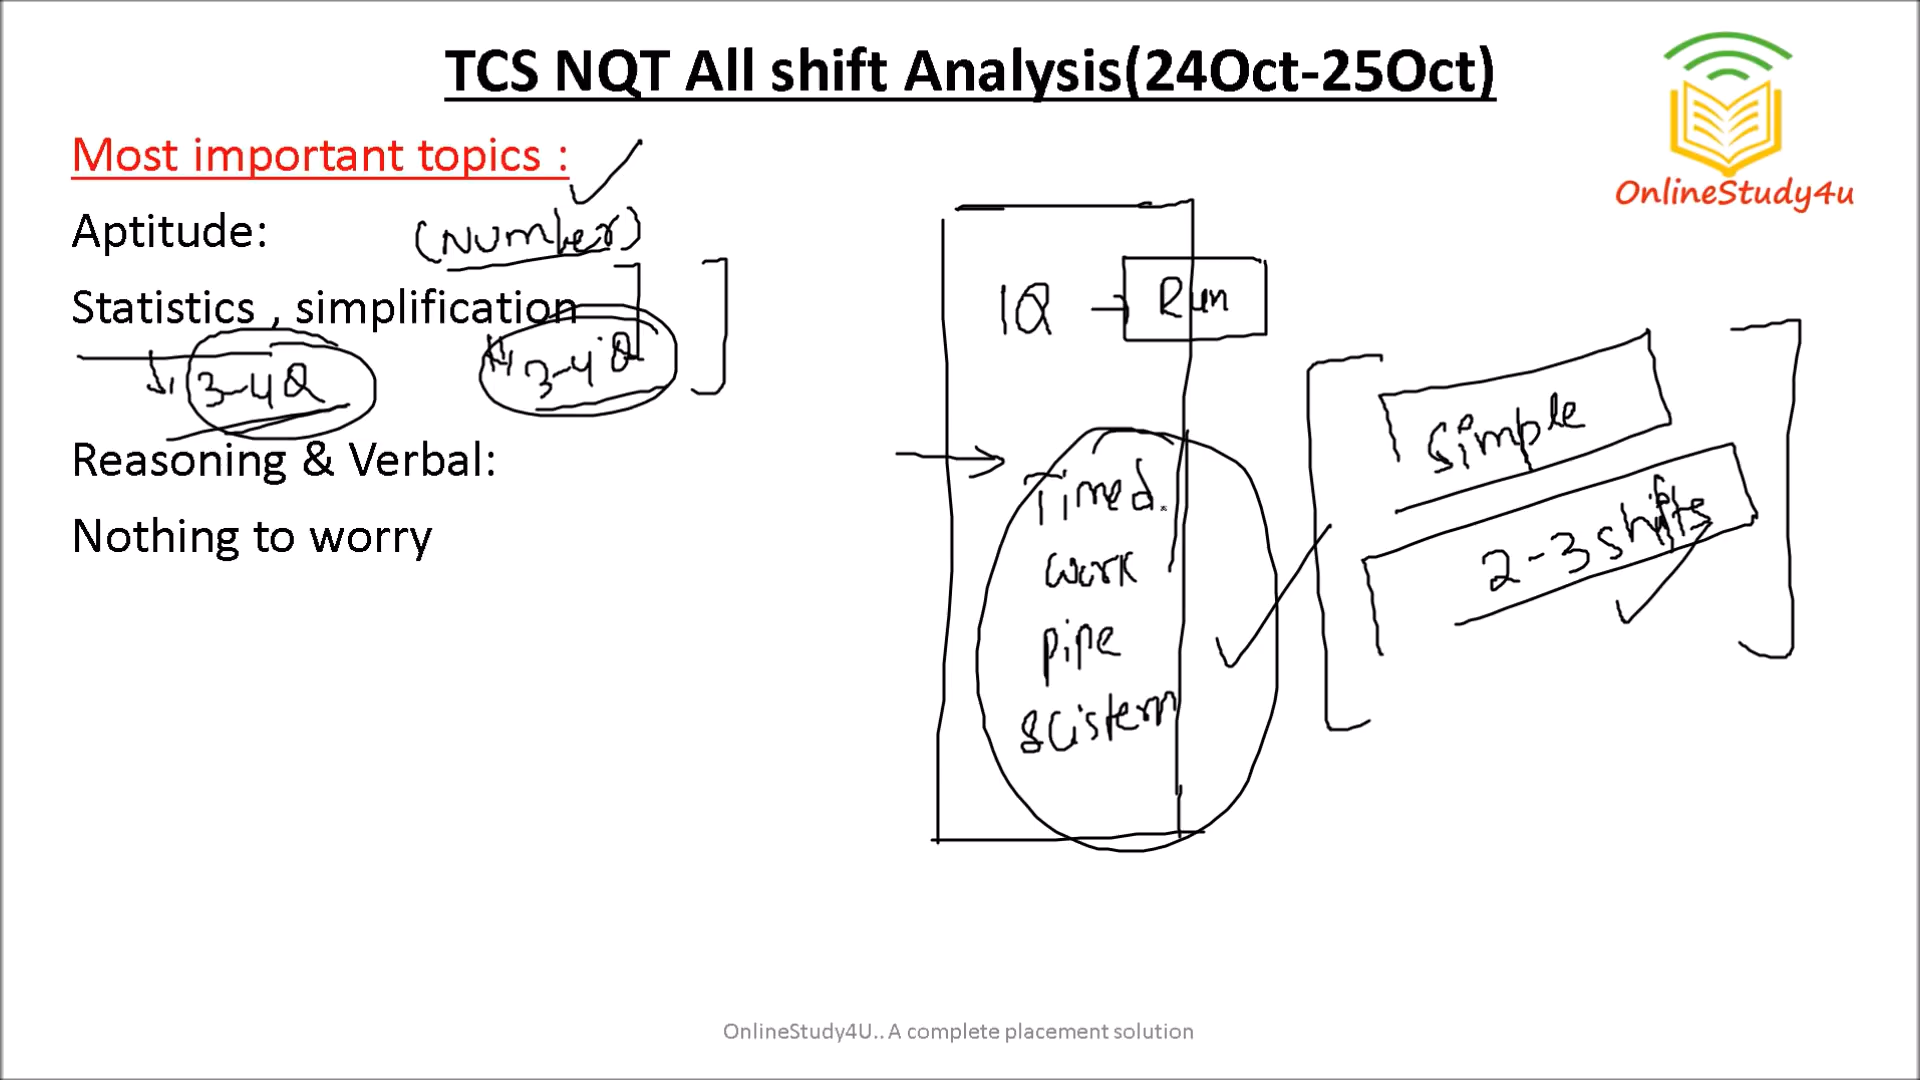 TCS NQT All shift Analysis(24Oct-25Oct)
OnlineStudy4u
Most important topics :
Aptitude:
(Number)
Statistics , simplification
3-4Q
3-4Q
Reasoning & Verbal:
Nothing to worry
1Q → Run
Timed
work
pipe
&Cistern
Simple
2-3 shifts
OnlineStudy4U.. A complete placement solution